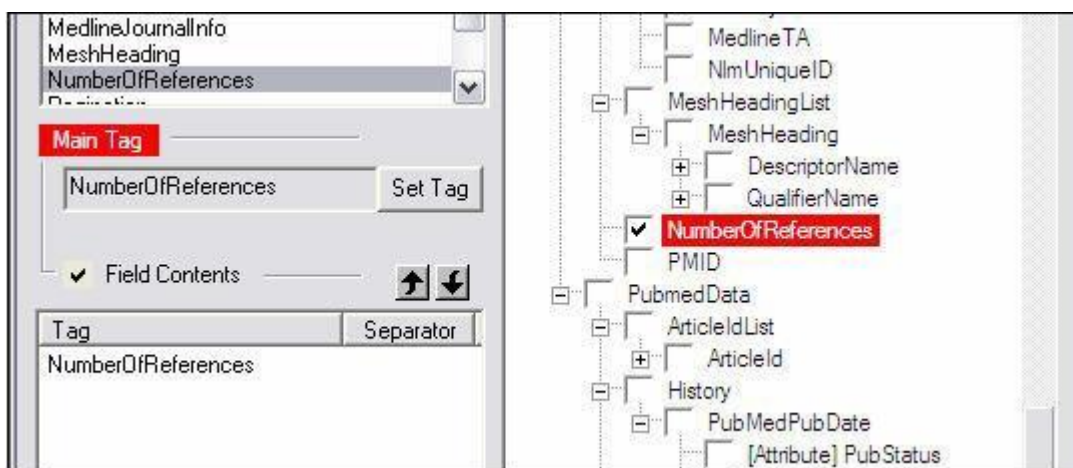 MedlineJournalInfo
MeshHeading
NumberOfReferences
Pagination
Main Tag
NumberOfReferences
Set Tag
Field Contents
Tag
Separator
NumberOfReferences
MedlineTA
NlmUniqueID
MeshHeadingList
MeshHeading
DescriptorName
QualifierName
NumberOfReferences
PMID
PubmedData
ArticleIdList
ArticleId
History
PubMedPubDate
[Attribute] PubStatus